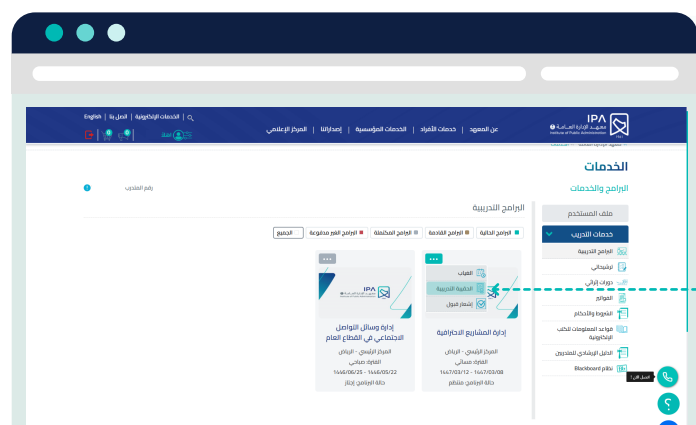 English | اتصل بنا | الخدمات الإلكترونية
IPA
معهد الإدارة العامة
Institute of Public Administration
عن المعهد | خدمات الأفراد | الخدمات المؤسسية | إصداراتنا | المركز الإعلامي
الخدمات
البرامج والخدمات
رقم المتدرب
ملف المستخدم
خدمات التدريب
البرامج التدريبية
ترشيحاتي
دورات إثرائي
الفواتير
الشروط والأحكام
قواعد المعلومات للكتب
الإلكترونية
الدليل الإرشادي للمتدربين
نظام Blackboard
البرامج التدريبية
البرامج الحالية
البرامج القادمة
البرامج المكتملة
البرامج الغير مدفوعة
الجميع
الغياب
الحقيبة التدريبية
إشعار قبول
إدارة المشاريع الاحترافية
المركز الرئيسي - الرياض
الفترة: مسائي
1447/03/12 - 1447/03/08
حالة البرنامج: منتظم
IPA
إدارة وسائل التواصل
الاجتماعي في القطاع العام
المركز الرئيسي - الرياض
الفترة: صباحي
1446/06/25 - 1446/05/22
حالة البرنامج: إجتاز
اتصل الآن !